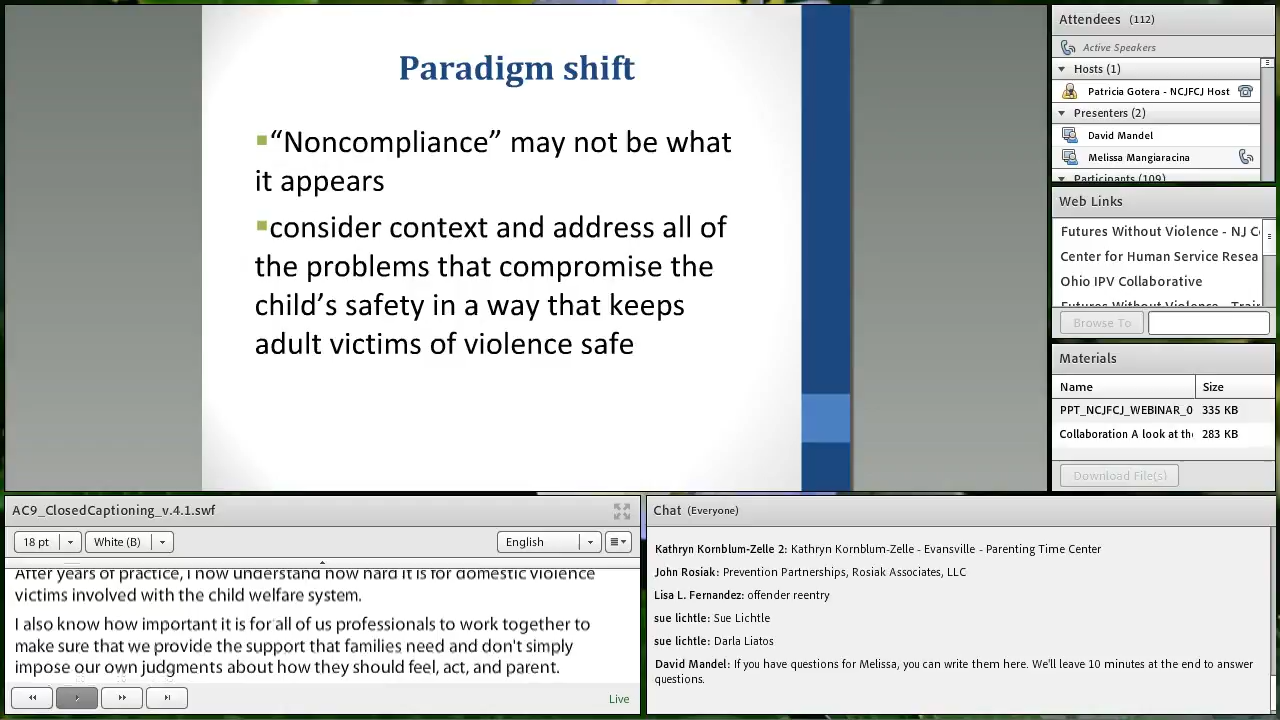 Paradigm shift
“Noncompliance” may not be what
it appears
consider context and address all of
the problems that compromise the
child’s safety in a way that keeps
adult victims of violence safe
Attendees (112)
Active Speakers
Hosts (1)
Patricia Gotera - NCJFCJ Host
Presenters (2)
David Mandel
Melissa Mangiaracina
Participants (109)
Web Links
Futures Without Violence - NJ C
Center for Human Service Resea
Ohio IPV Collaborative
Futures Without Violence - Trai
Browse To
Materials
Name Size
PPT_NCJFCJ_WEBINAR_0 335 KB
Collaboration A look at the 283 KB
Download File(s)
AC9_ClosedCaptioning_v.4.1.swf
18 pt White (B) English
After years of practice, I now understand how hard it is for domestic violence
victims involved with the child welfare system.
I also know how important it is for all of us professionals to work together to
make sure that we provide the support that families need and don't simply
impose our own judgments about how they should feel, act, and parent.
Live
Chat (Everyone)
Kathryn Kornblum-Zelle 2: Kathryn Kornblum-Zelle - Evansville - Parenting Time Center
John Rosiak: Prevention Partnerships, Rosiak Associates, LLC
Lisa L. Fernandez: offender reentry
sue lichtle: Sue Lichtle
sue lichtle: Darla Liatos
David Mandel: If you have questions for Melissa, you can write them here. We'll leave 10 minutes at the end to answer
questions.